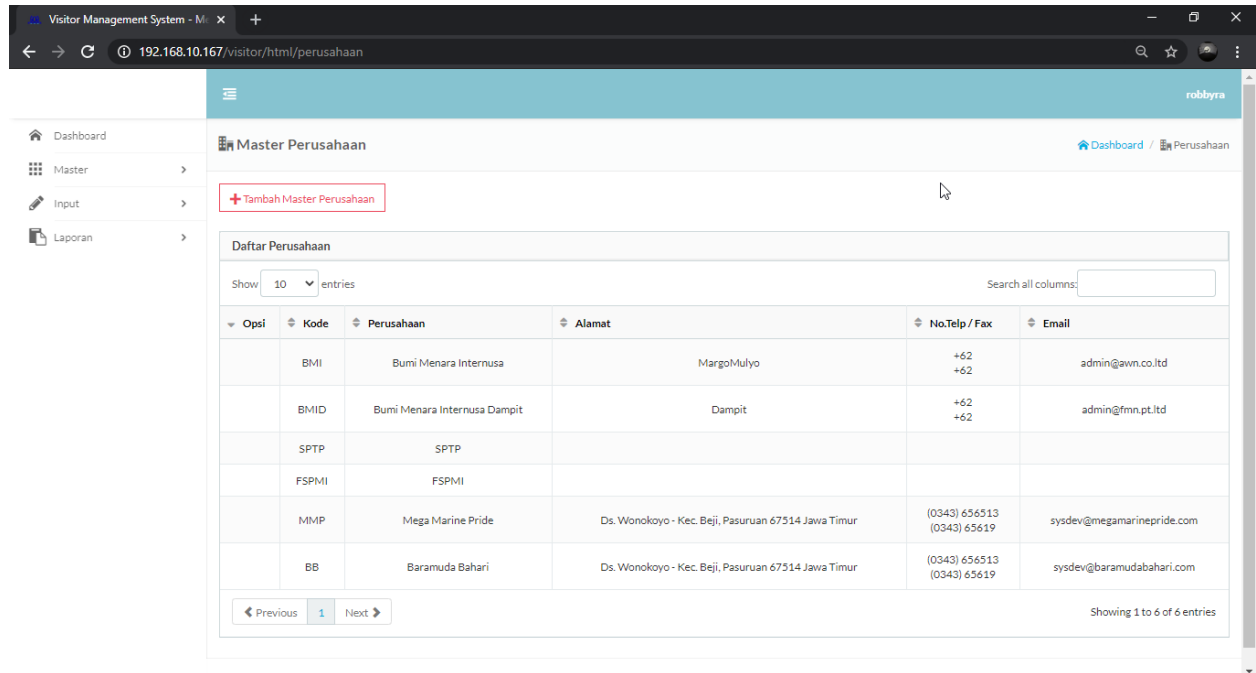 Visitor Management System - M
192.168.10.167/visitor/html/perusahaan
robbyra
Dashboard
Master
Input
Laporan
Master Perusahaan
Dashboard / Perusahaan
Tambah Master Perusahaan
Daftar Perusahaan
Show 10 entries
Search all columns:
Opsi Kode Perusahaan Alamat No.Telp / Fax Email
BMI Bumi Menara Internusa MargoMulyo +62 admin@awn.co.ltd
+62
BMID Bumi Menara Internusa Dampit Dampit +62 admin@fmn.pt.ltd
+62
SPTP SPTP
FSPMI FSPMI
MMP Mega Marine Pride Ds. Wonokoyo - Kec. Beji, Pasuruan 67514 Jawa Timur (0343) 656513 sysdev@megamarinepride.com
(0343) 65619
BB Baramuda Bahari Ds. Wonokoyo - Kec. Beji, Pasuruan 67514 Jawa Timur (0343) 656513 sysdev@baramudabahari.com
(0343) 65619
Previous 1 Next
Showing 1 to 6 of 6 entries